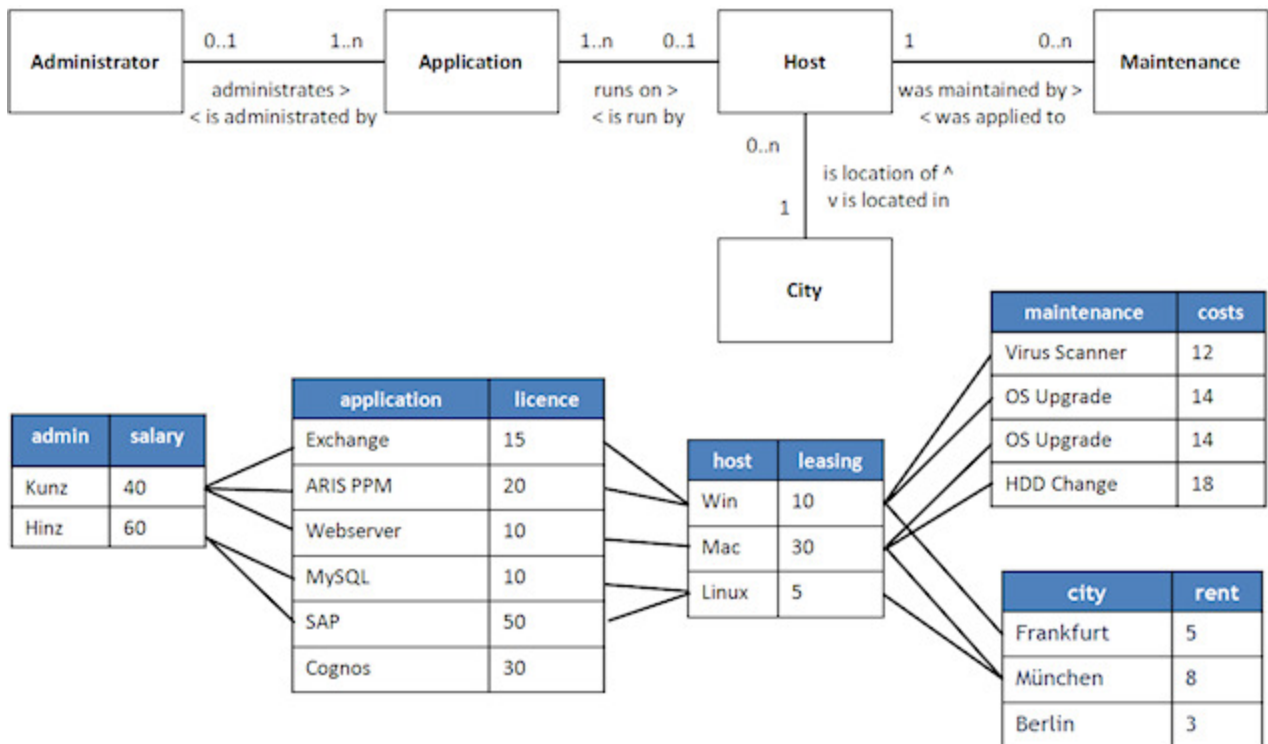 0..1 1..n 1..n 0..1 1 0..n
Administrator Application Host Maintenance
administrates > runs on > was maintained by >
< is administrated by < is run by < was applied to
0..n
is location of ^
v is located in
1
City
maintenance costs
Virus Scanner 12
OS Upgrade 14
OS Upgrade 14
HDD Change 18
application licence
Exchange 15
ARIS PPM 20
Webserver 10
MySQL 10
SAP 50
Cognos 30
admin salary
Kunz 40
Hinz 60
host leasing
Win 10
Mac 30
Linux 5
city rent
Frankfurt 5
München 8
Berlin 3